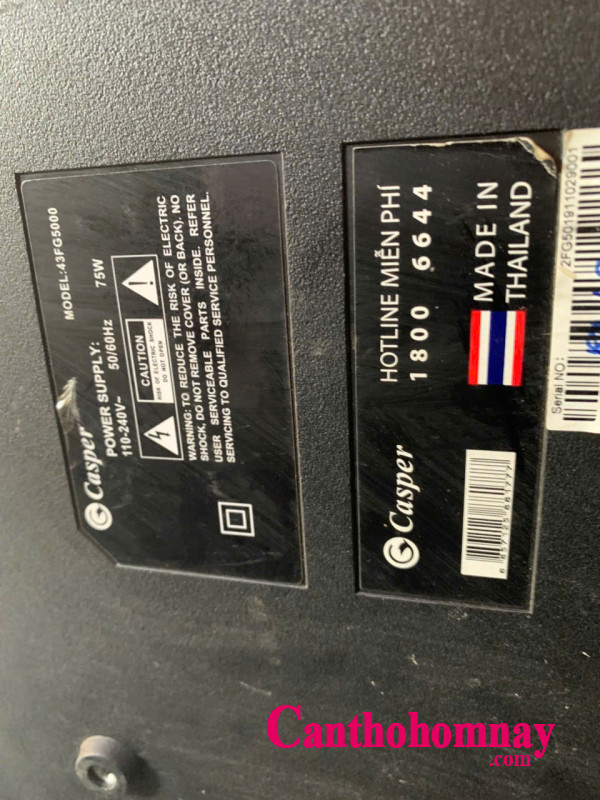 Casper
MODEL:43FG5000
POWER SUPPLY:
110-240V~ 50/60Hz 75W
CAUTION
RISK OF ELECTRIC SHOCK
DO NOT OPEN
WARNING: TO REDUCE THE RISK OF ELECTRIC
SHOCK, DO NOT REMOVE COVER (OR BACK), NO
USER SERVICEABLE PARTS INSIDE. REFER
SERVICING TO QUALIFIED SERVICE PERSONNEL.
Casper
HOTLINE MIỄN PHÍ
1800 6644
MADE IN
THAILAND
Serial NO.:
2FG501911029001
Canthohomnay
.com